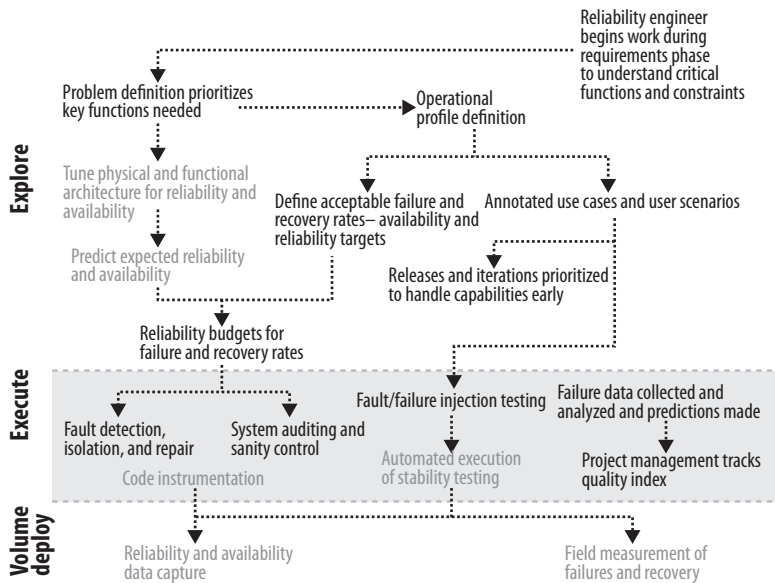 Reliability engineer
begins work during
requirements phase
to understand critical
functions and constraints
Problem definition prioritizes
key functions needed
Operational
profile definition
Explore
Tune physical and functional
architecture for reliability and
availability
Define acceptable failure and
recovery rates– availability and
reliability targets
Annotated use cases and user scenarios
Predict expected reliability
and availability
Releases and iterations prioritized
to handle capabilities early
Reliability budgets for
failure and recovery rates
Execute
Fault/failure injection testing
Failure data collected and
analyzed and predictions made
Fault detection,
isolation, and repair
System auditing and
sanity control
Code instrumentation
Automated execution
of stability testing
Project management tracks
quality index
Volume
deploy
Reliability and availability
data capture
Field measurement of
failures and recovery